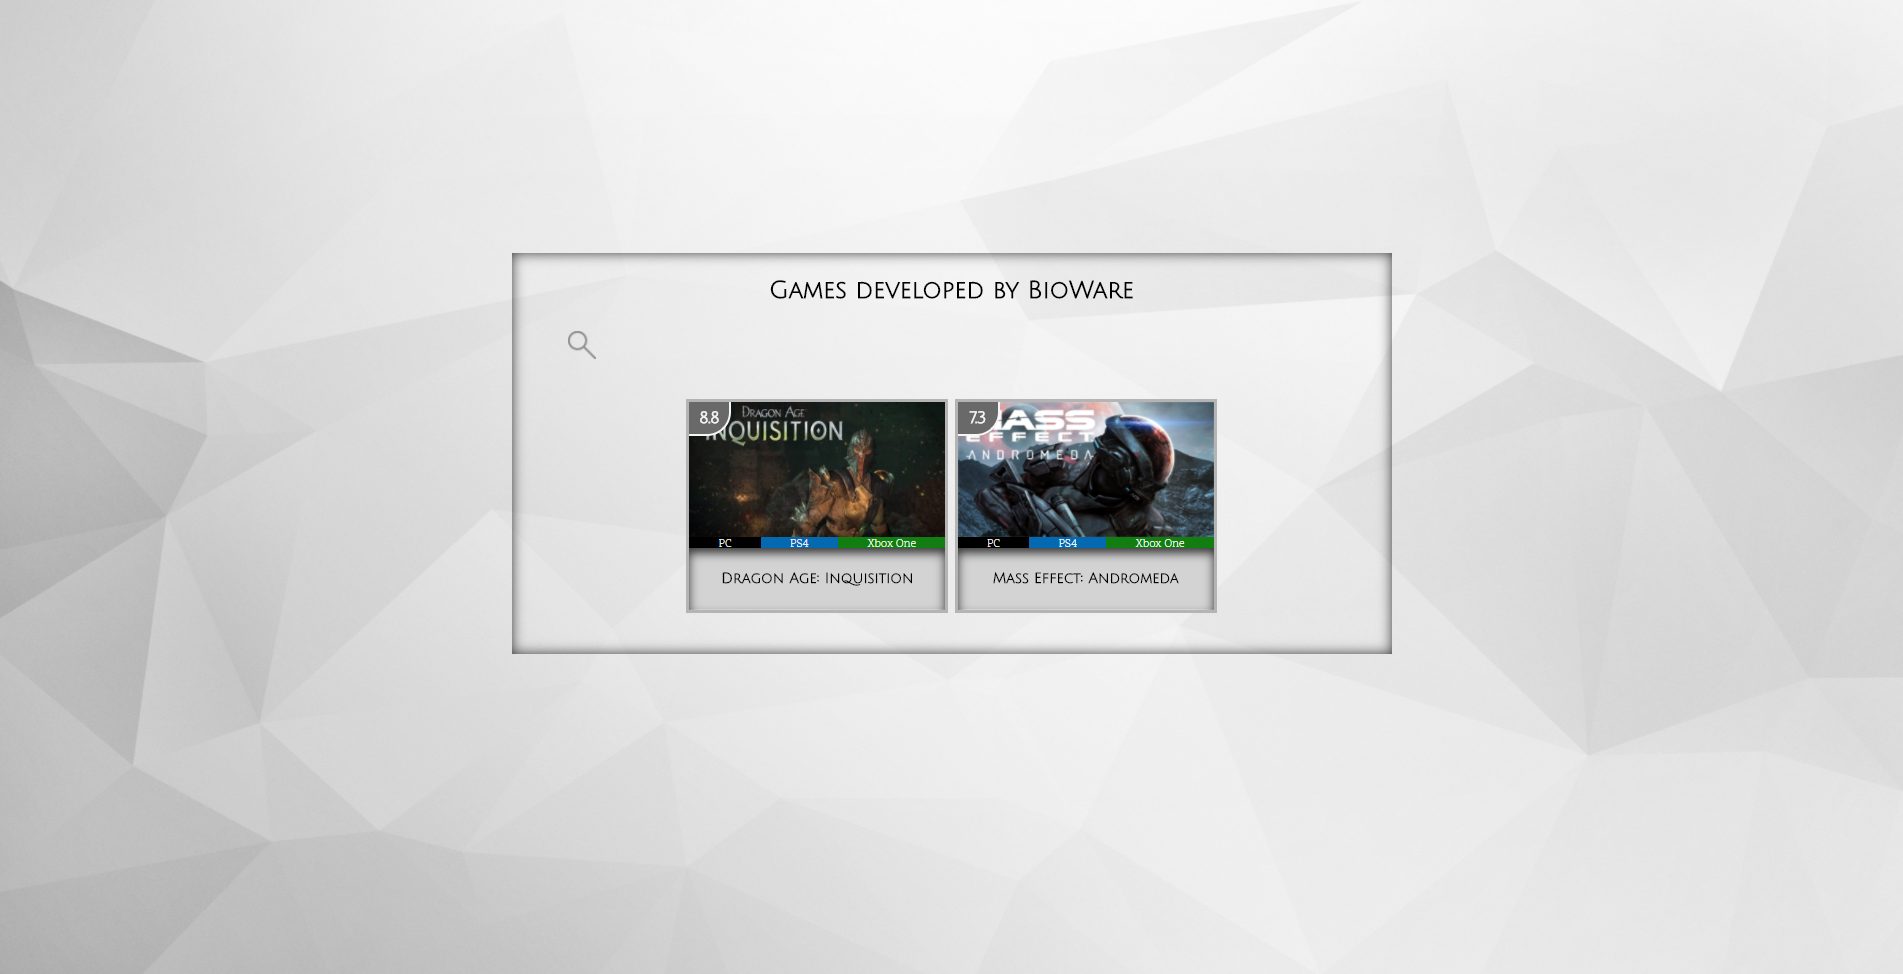 Games developed by BioWare
8.8
Dragon Age
INQUISITION
PC PS4 Xbox One
Dragon Age: Inquisition
7.3
MASS
EFFECT
ANDROMEDA
PC PS4 Xbox One
Mass Effect: Andromeda